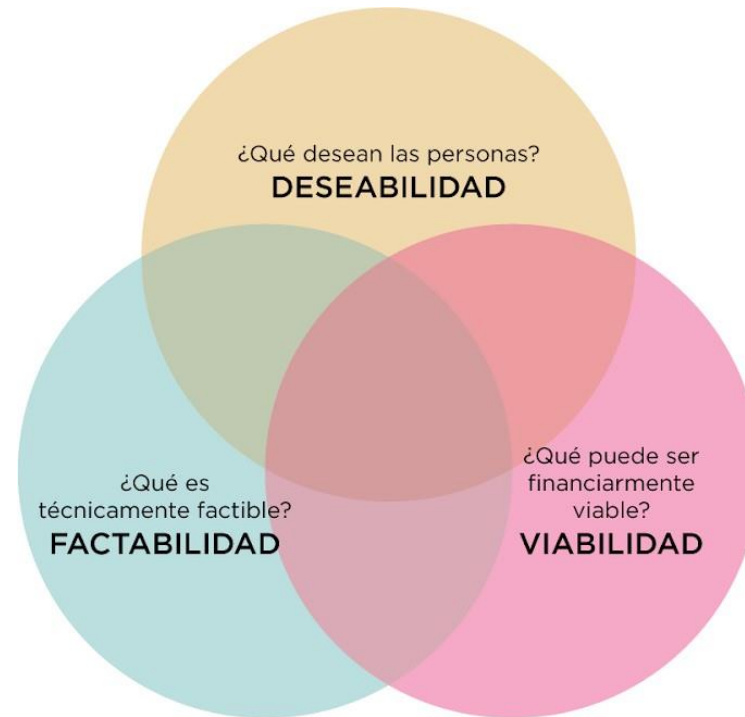 ¿Qué desean las personas?
DESEABILIDAD
¿Qué es
técnicamente factible?
FACTABILIDAD
¿Qué puede ser
financiarmente
viable?
VIABILIDAD